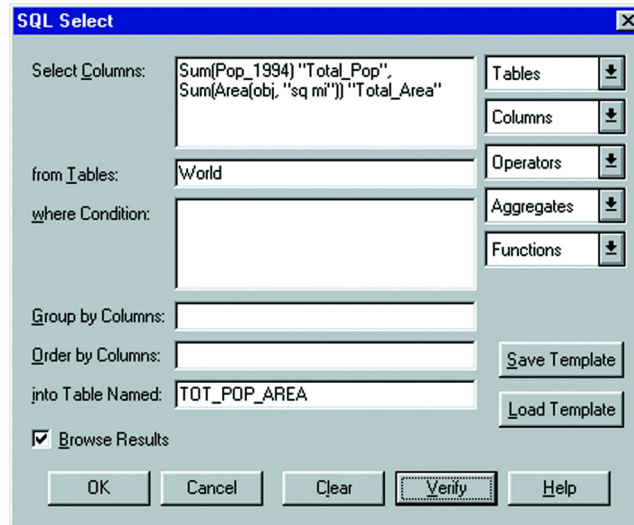 SQL Select
Select Columns:
Sum(Pop_1994) "Total_Pop",
Sum(Area(obj, "sq mi")) "Total_Area"
Tables
Columns
from Tables:
World
Operators
where Condition:
Aggregates
Functions
Group by Columns:
Order by Columns:
Save Template
into Table Named:
TOT_POP_AREA
Load Template
Browse Results
OK
Cancel
Clear
Verify
Help